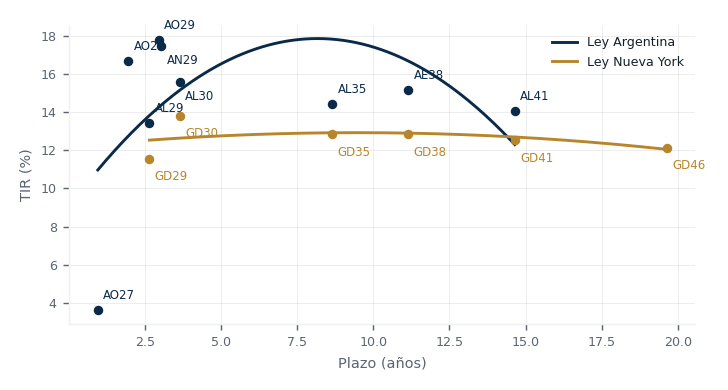 AO29
AO28
AN29
AL30
AL29
GD30
GD29
AL35
AE38
AL41
GD35
GD38
GD41
GD46
AO27
Ley Argentina
Ley Nueva York
TIR (%)
18
16
14
12
10
8
6
4
2.5
5.0
7.5
10.0
12.5
15.0
17.5
20.0
Plazo (años)